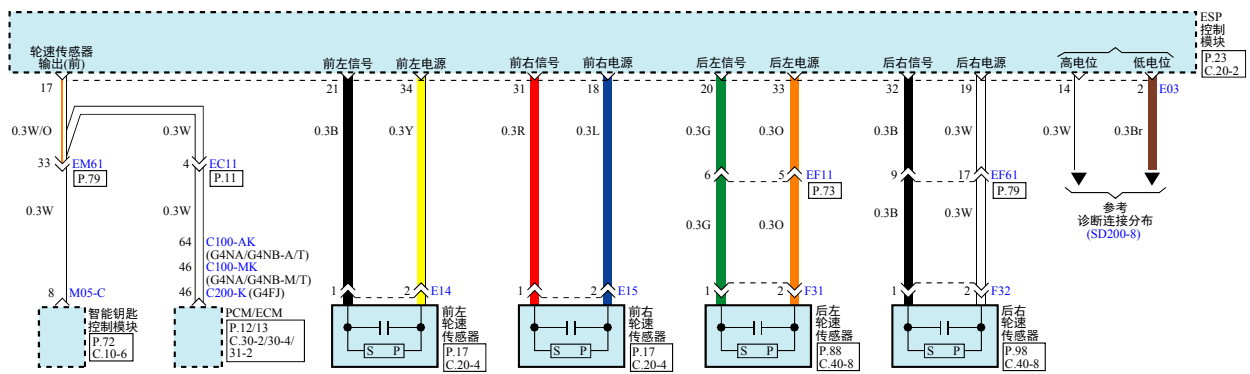 ESP
控制
模块
P.23
C.20-2
轮速传感器
输出(前)
前左信号
前左电源
前右信号
前右电源
后左信号
后左电源
后右信号
后右电源
高电位
低电位
17
21
34
31
18
20
33
32
19
14
2
E03
0.3W/O
0.3W
0.3B
0.3Y
0.3R
0.3L
0.3G
0.3O
0.3B
0.3W
0.3W
0.3Br
33
EM61
P.79
4
EC11
P.11
6
5
EF11
P.73
9
17
EF61
P.79
0.3W
0.3W
0.3G
0.3O
0.3B
0.3W
参考
诊断连接分布
(SD200-8)
64
C100-AK
(G4NA/G4NB-A/T)
46
C100-MK
(G4NA/G4NB-M/T)
46
C200-K (G4FJ)
8
M05-C
1
2
E14
1
2
E15
1
2
F31
1
2
F32
智能钥匙
控制模块
P.72
C.10-6
PCM/ECM
P.12/13
C.30-2/30-4/
31-2
S P
前左
轮速
传感器
P.17
C.20-4
S P
前右
轮速
传感器
P.17
C.20-4
S P
后左
轮速
传感器
P.88
C.40-8
S P
后右
轮速
传感器
P.98
C.40-8